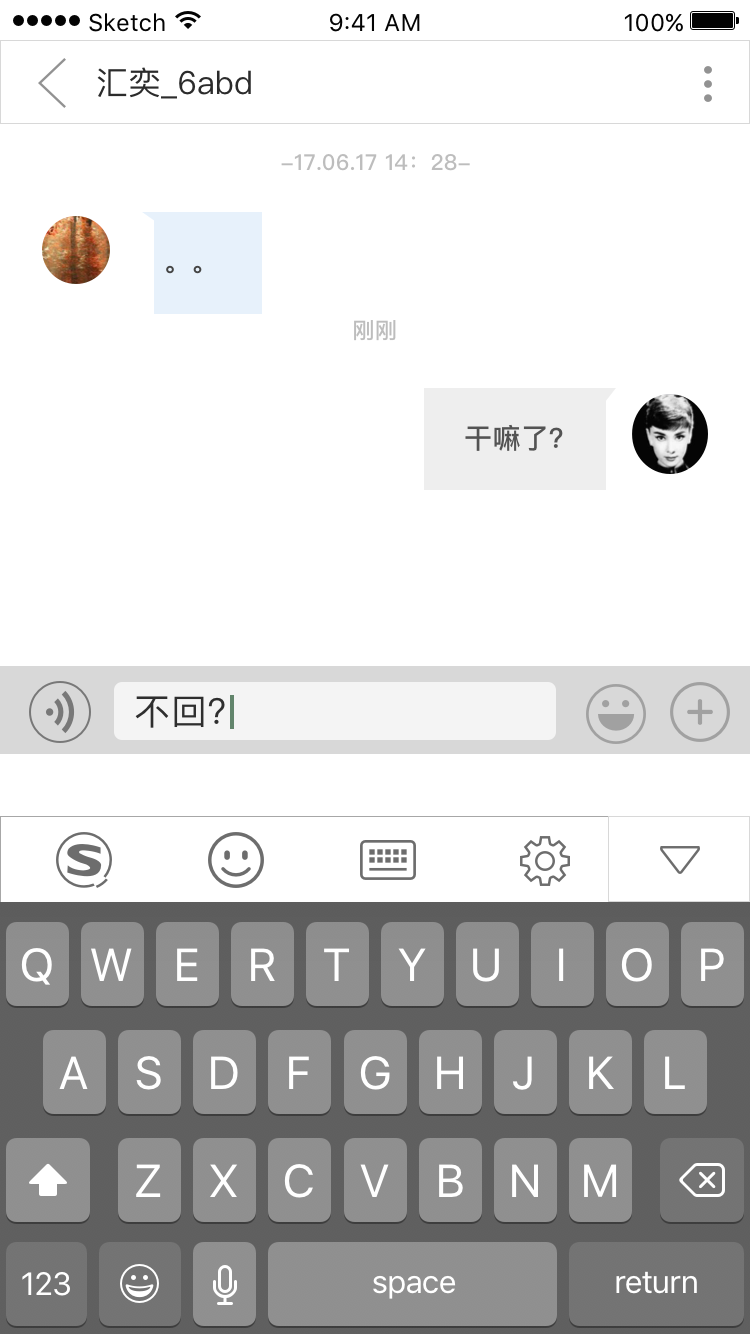 Sketch 9:41 AM 100%
汇奕_6abd
–17.06.17 14：28–
。。
刚刚
干嘛了?
不回?
S
Q W E R T Y U I O P
A S D F G H J K L
Z X C V B N M
123 space return